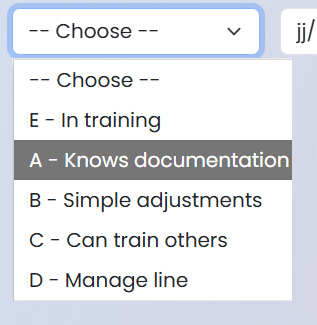 -- Choose --
jj/
-- Choose --
E - In training
A - Knows documentation
B - Simple adjustments
C - Can train others
D - Manage line